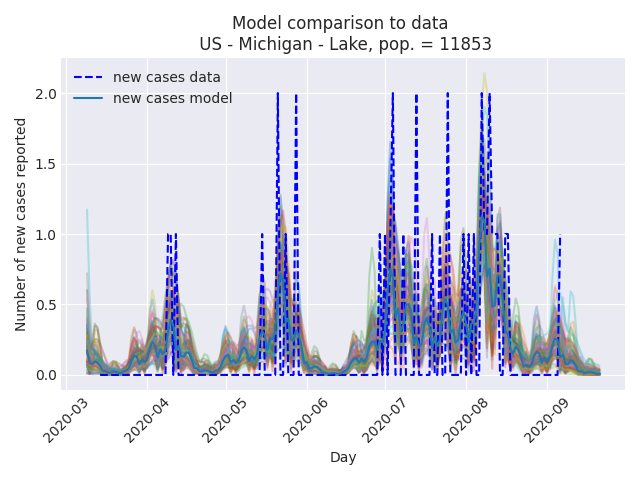 Model comparison to data
US - Michigan - Lake, pop. = 11853
new cases data
new cases model
Number of new cases reported
2.0
1.5
1.0
0.5
0.0
2020-03
2020-04
2020-05
2020-06
2020-07
2020-08
2020-09
Day